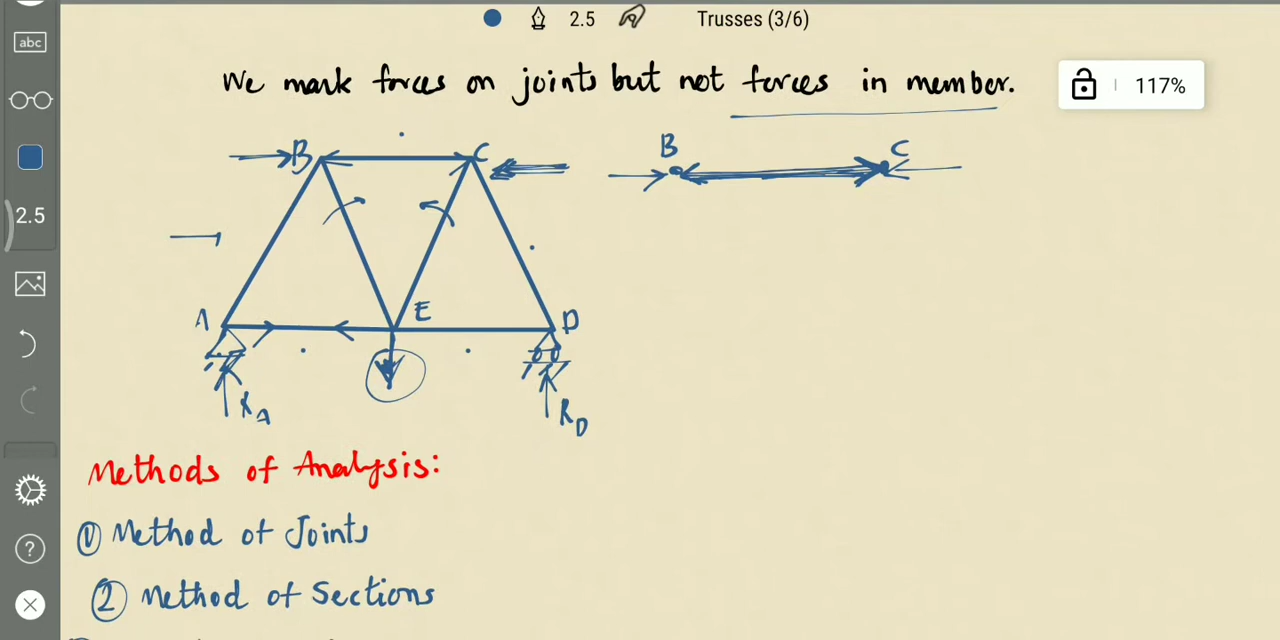 abc
2.5
Trusses (3/6)
We mark forces on joints but not forces in member.
117%
B
C
B
C
2.5
A
E
D
R_A
R_D
Methods of Analysis:
① Method of Joints
② Method of Sections
?